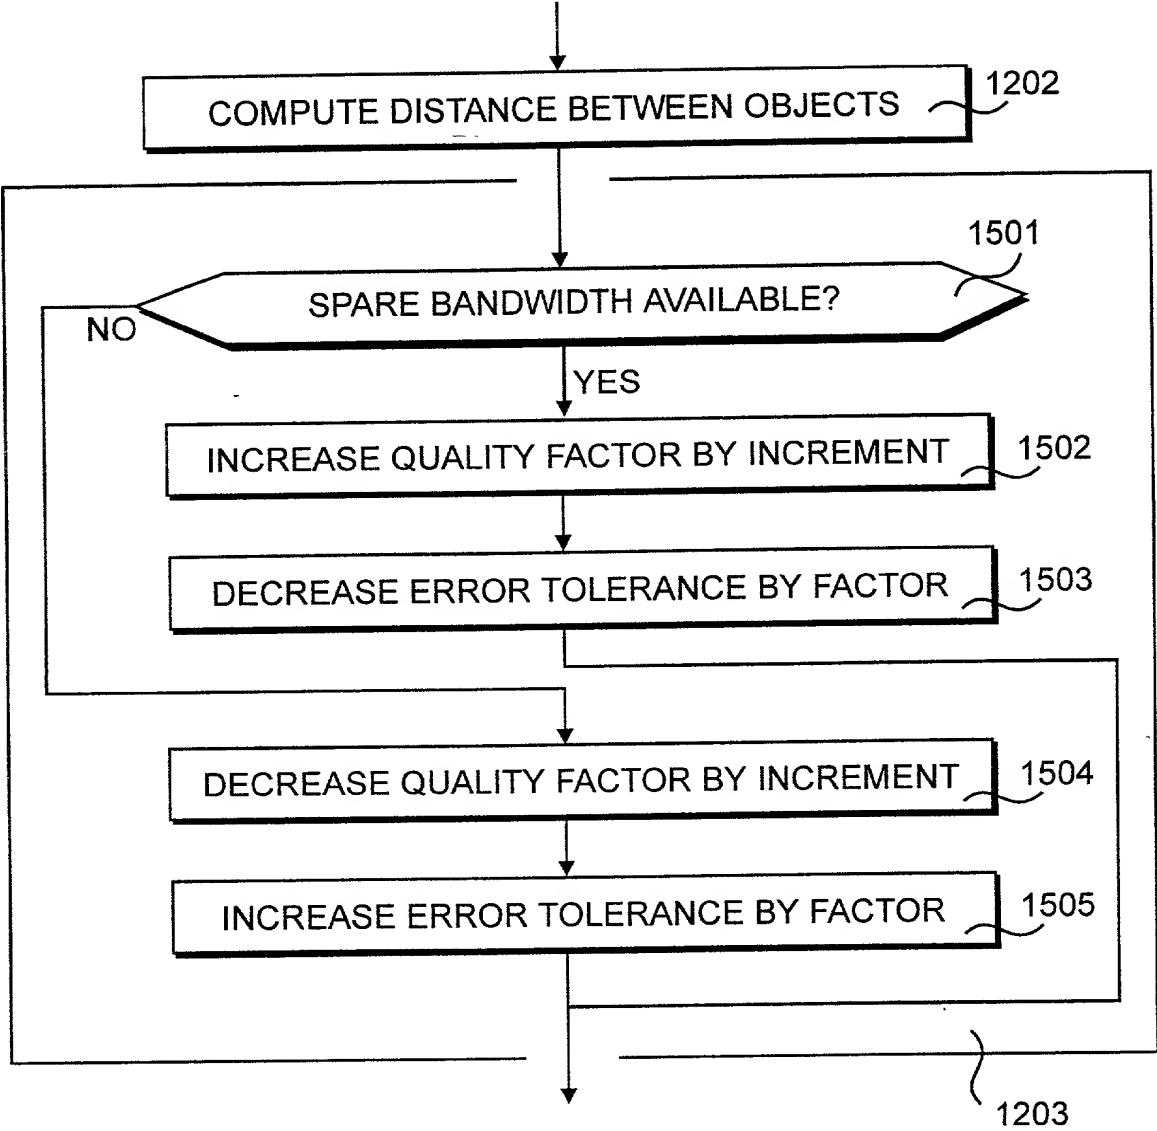 COMPUTE DISTANCE BETWEEN OBJECTS
1202
1501
SPARE BANDWIDTH AVAILABLE?
NO
YES
INCREASE QUALITY FACTOR BY INCREMENT
1502
DECREASE ERROR TOLERANCE BY FACTOR
1503
DECREASE QUALITY FACTOR BY INCREMENT
1504
INCREASE ERROR TOLERANCE BY FACTOR
1505
1203